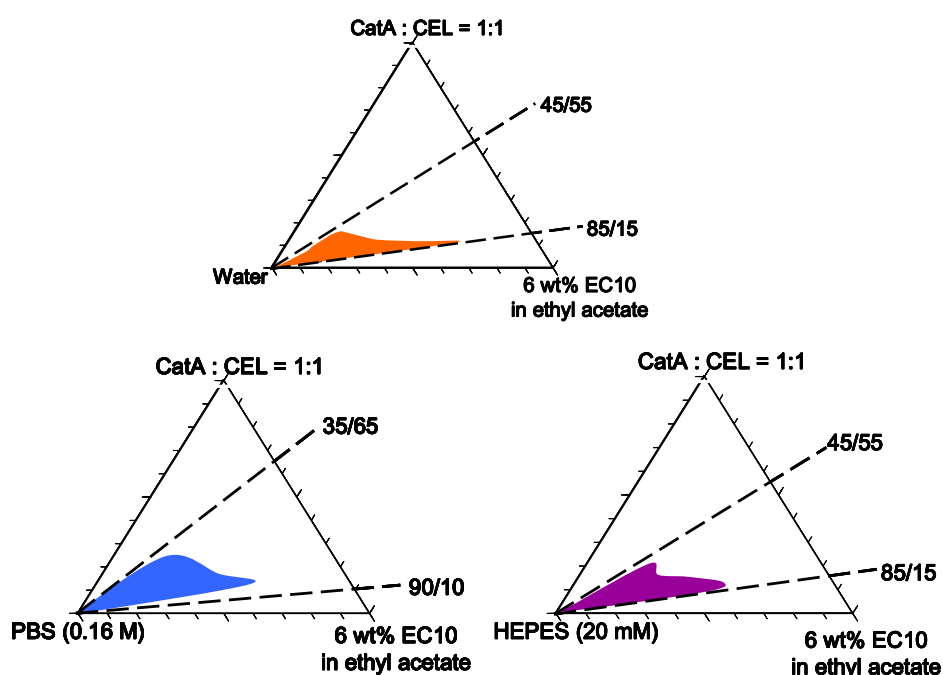 CatA : CEL = 1:1
45/55
85/15
Water
6 wt% EC10
in ethyl acetate
CatA : CEL = 1:1
35/65
90/10
PBS (0.16 M)
6 wt% EC10
in ethyl acetate
CatA : CEL = 1:1
45/55
85/15
HEPES (20 mM)
6 wt% EC10
in ethyl acetate